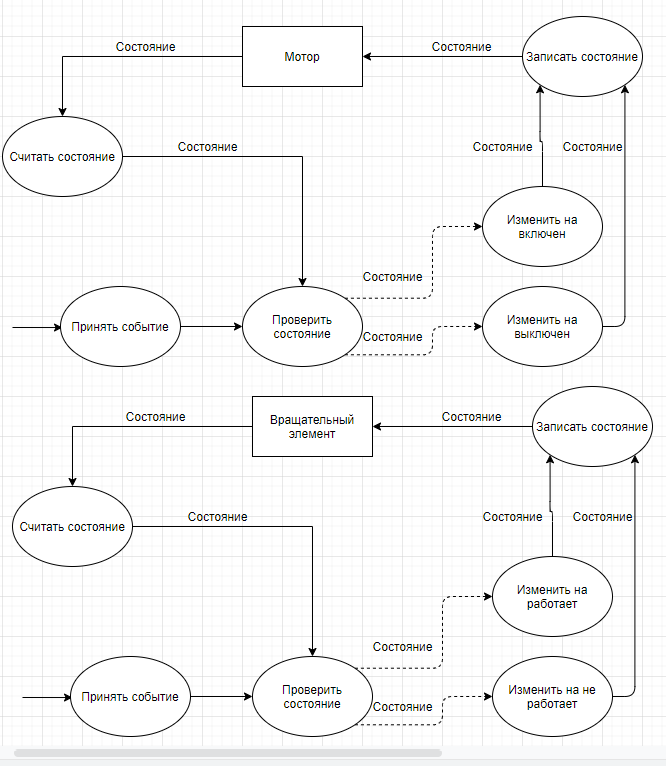 Состояние
Мотор
Состояние
Записать состояние
Считать состояние
Состояние
Состояние
Состояние
Изменить на
включен
Состояние
Принять событие
Проверить
состояние
Состояние
Изменить на
выключен
Состояние
Вращательный
элемент
Состояние
Записать состояние
Считать состояние
Состояние
Состояние
Состояние
Изменить на
работает
Состояние
Принять событие
Проверить
состояние
Состояние
Изменить на не
работает